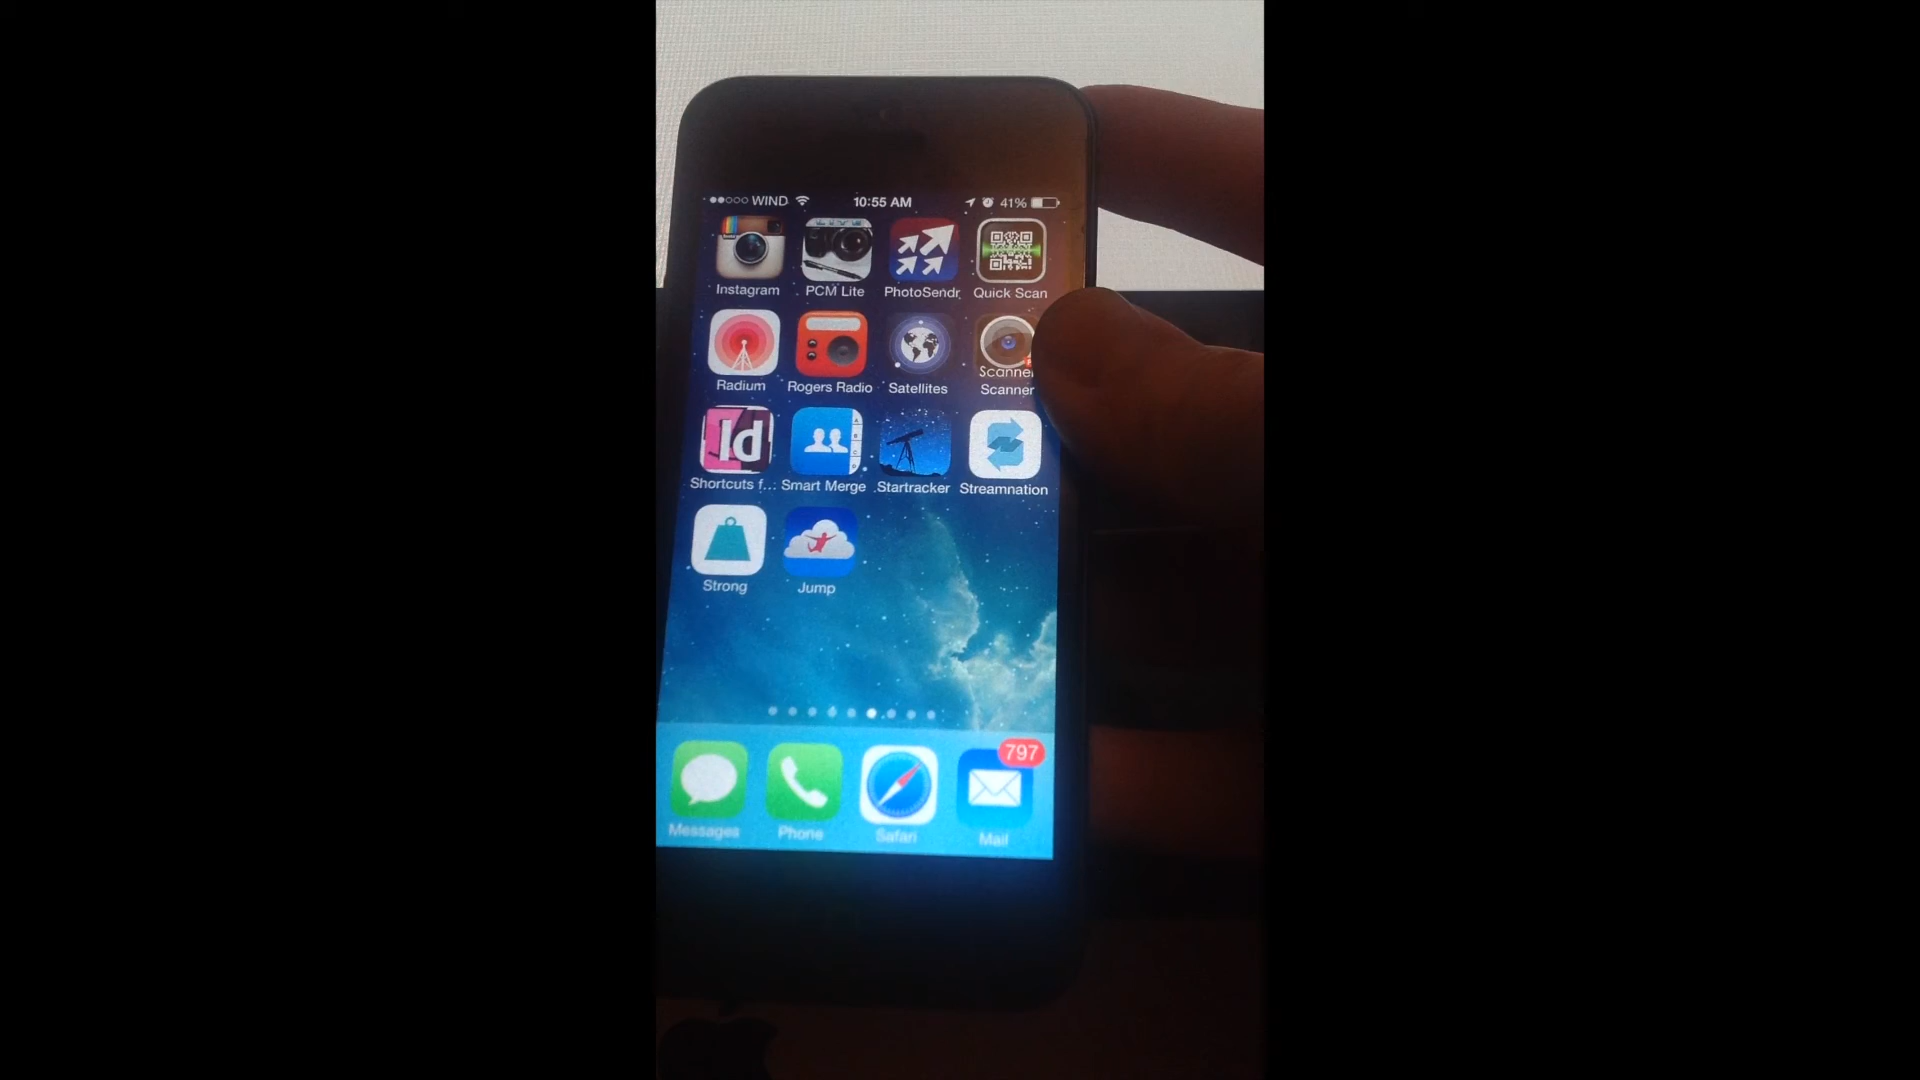 WIND 10:55 AM 41%
Instagram PCM Lite PhotoSendr Quick Scan
Scanner
Radium Rogers Radio Satellites Scanner
Id
Shortcuts f... Smart Merge Startracker Streamnation
Strong Jump
797
Messages Phone Safari Mail